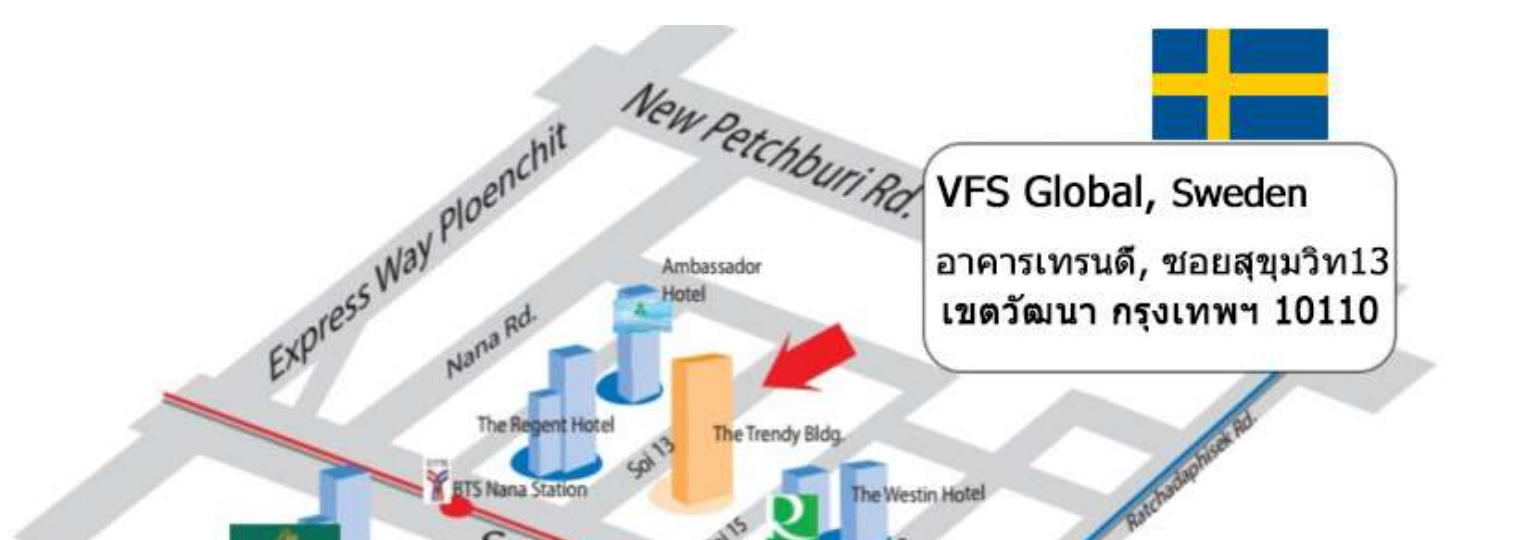 New Petchburi Rd.
Express Way Ploenchit
VFS Global, Sweden
อาคารเทรนดี้, ซอยสุขุมวิท13
เขตวัฒนา กรุงเทพฯ 10110
Ambassador
Hotel
Nana Rd.
The Regent Hotel
Soi 13
The Trendy Bldg.
BTS Nana Station
The Westin Hotel
Ratchadaphisek Rd.
15